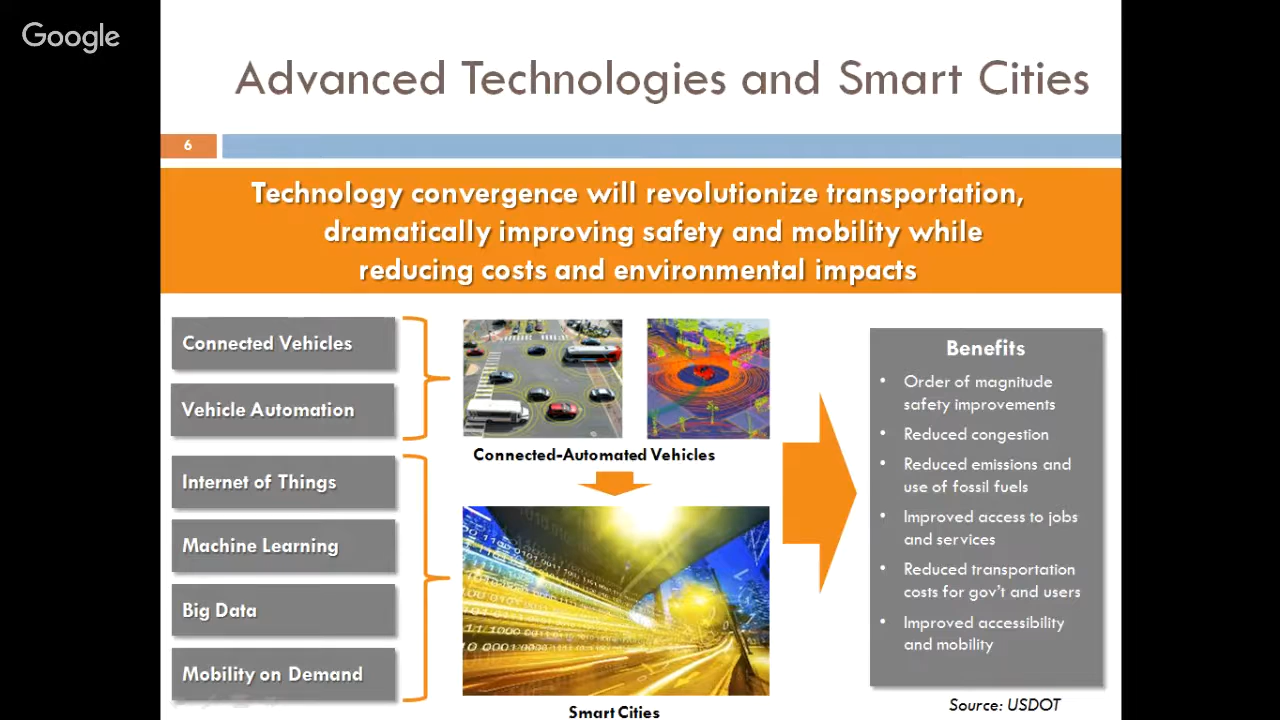 Google
Advanced Technologies and Smart Cities
6
Technology convergence will revolutionize transportation,
dramatically improving safety and mobility while
reducing costs and environmental impacts
Connected Vehicles
Vehicle Automation
Internet of Things
Machine Learning
Big Data
Mobility on Demand
Connected-Automated Vehicles
Smart Cities
Benefits
• Order of magnitude
safety improvements
• Reduced congestion
• Reduced emissions and
use of fossil fuels
• Improved access to jobs
and services
• Reduced transportation
costs for gov't and users
• Improved accessibility
and mobility
Source: USDOT